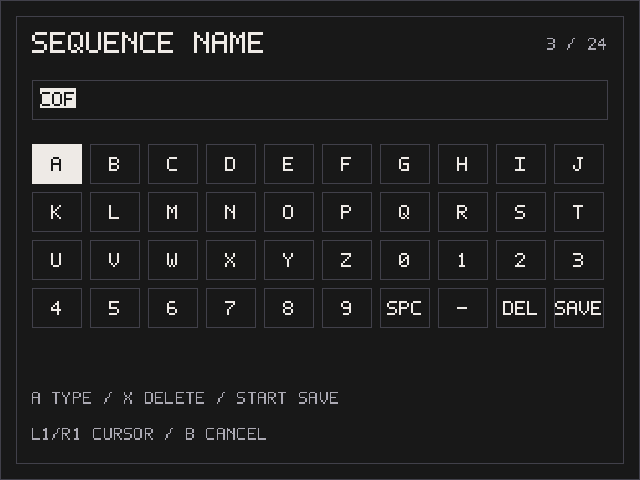 SEQUENCE NAME
3 / 24
COF
A B C D E F G H I J
K L M N O P Q R S T
U V W X Y Z 0 1 2 3
4 5 6 7 8 9 SPC - DEL SAVE
A TYPE / X DELETE / START SAVE
L1/R1 CURSOR / B CANCEL